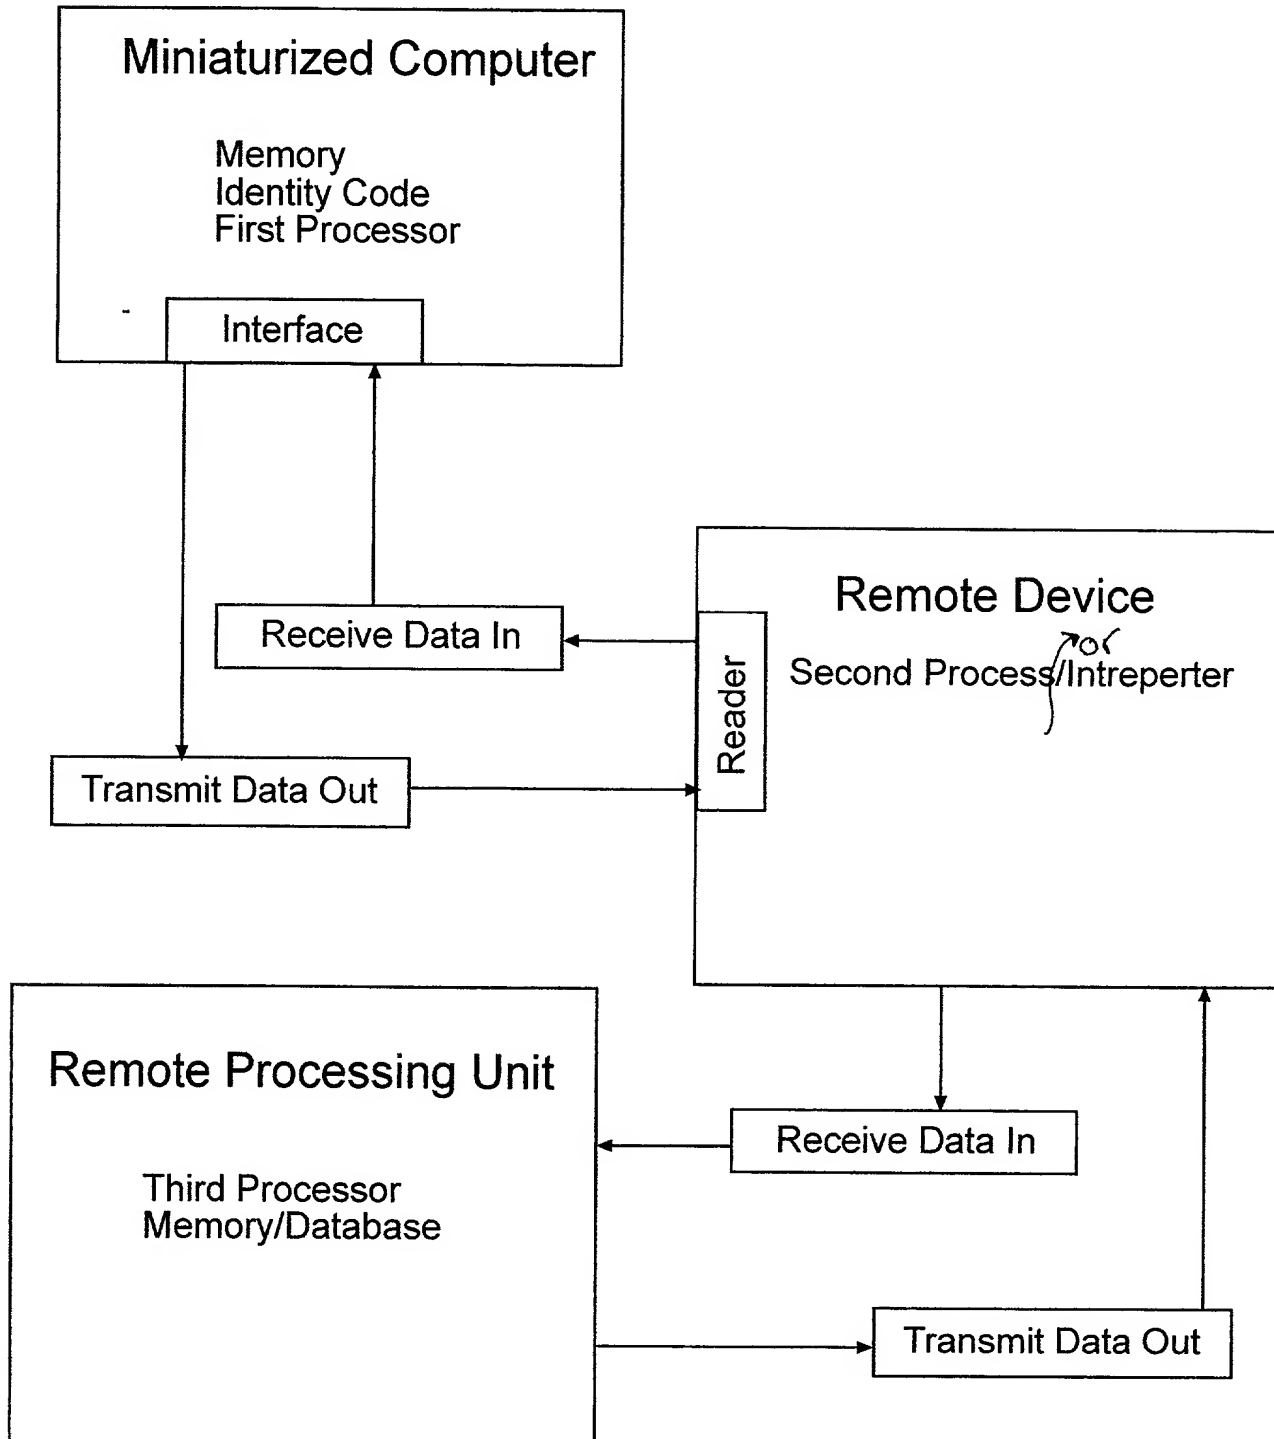 Miniaturized Computer
Memory
Identity Code
First Processor
Interface
Receive Data In
Transmit Data Out
Reader
Remote Device
or
Second Process/Intreperter
Remote Processing Unit
Third Processor
Memory/Database
Receive Data In
Transmit Data Out